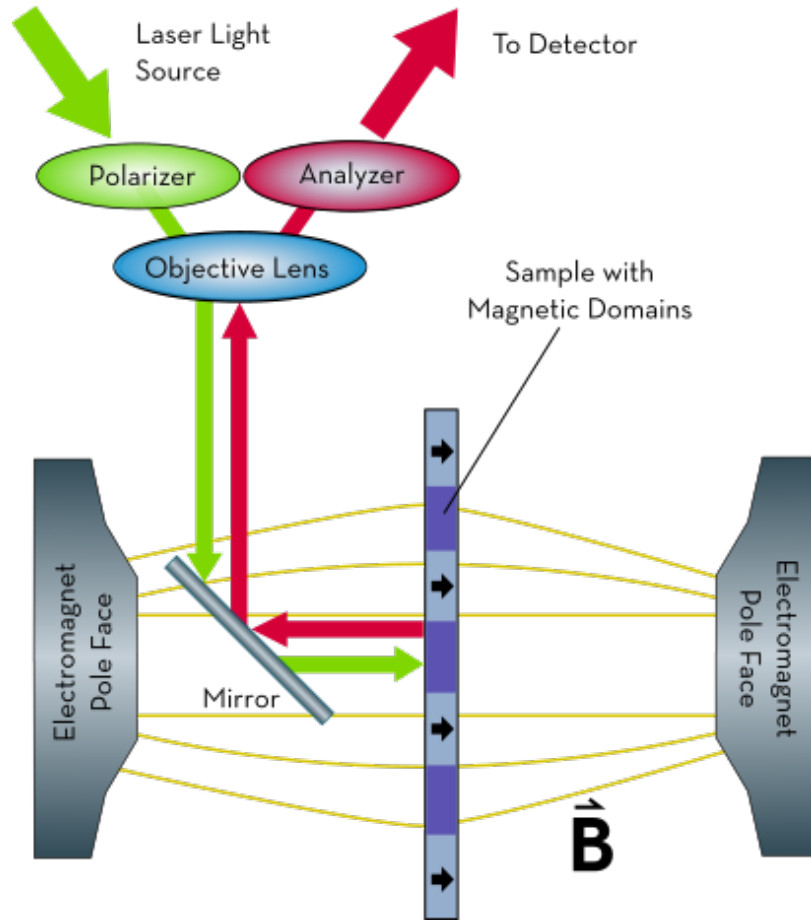 Laser Light
Source
To Detector
Polarizer
Analyzer
Objective Lens
Sample with
Magnetic Domains
Electromagnet
Pole Face
Mirror
Electromagnet
Pole Face
B